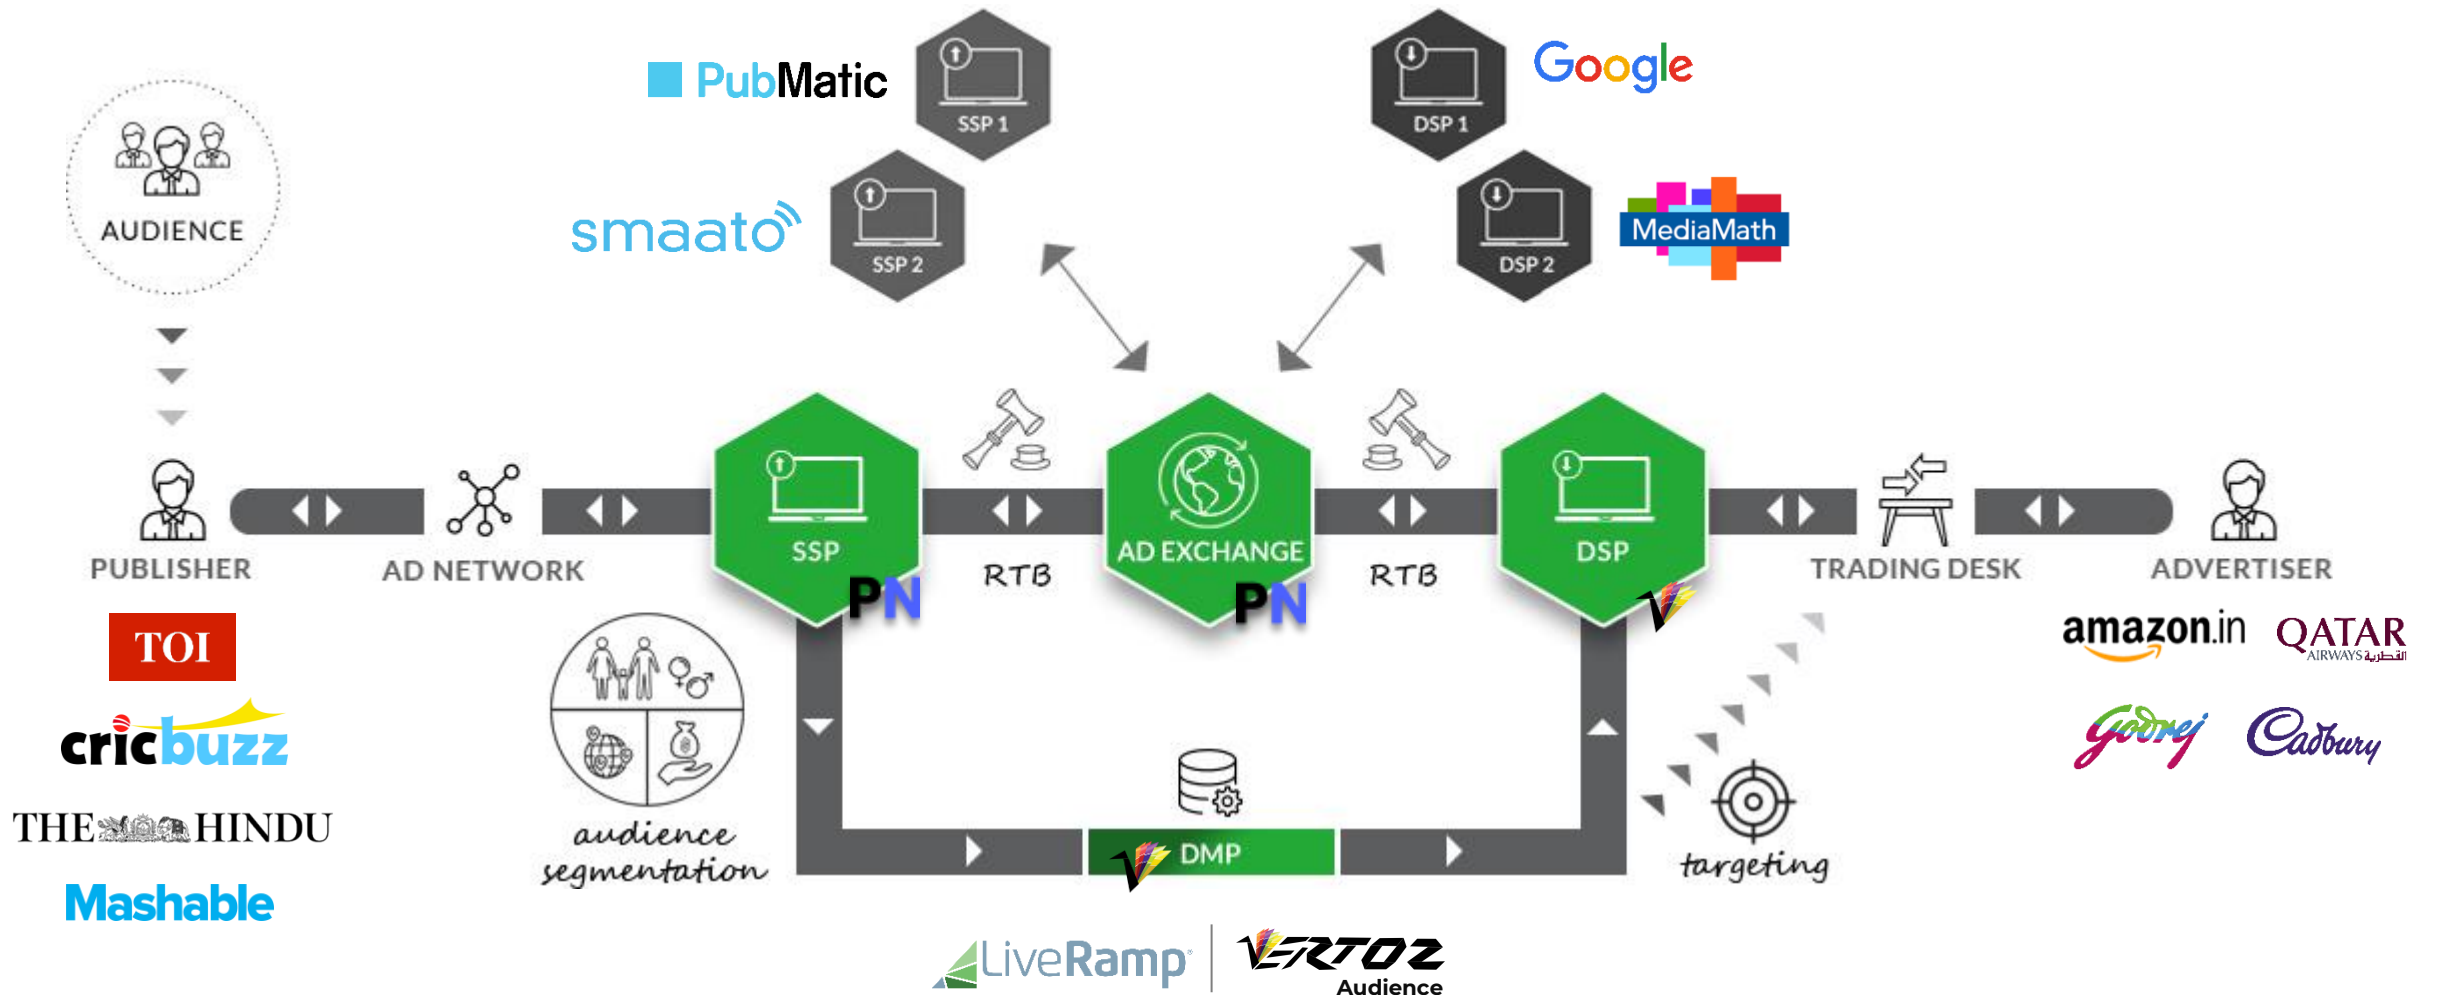 PubMatic
SSP 1
DSP 1
Google
AUDIENCE
smaato
SSP 2
DSP 2
MediaMath
PUBLISHER
AD NETWORK
SSP
PN
RTB
AD EXCHANGE
PN
RTB
DSP
TRADING DESK
ADVERTISER
TOI
cricbuzz
THE HINDU
Mashable
audience
segmentation
DMP
targeting
amazon.in
QATAR
AIRWAYS القطرية
Godrej
Cadbury
LiveRamp
VERTOZ
Audience